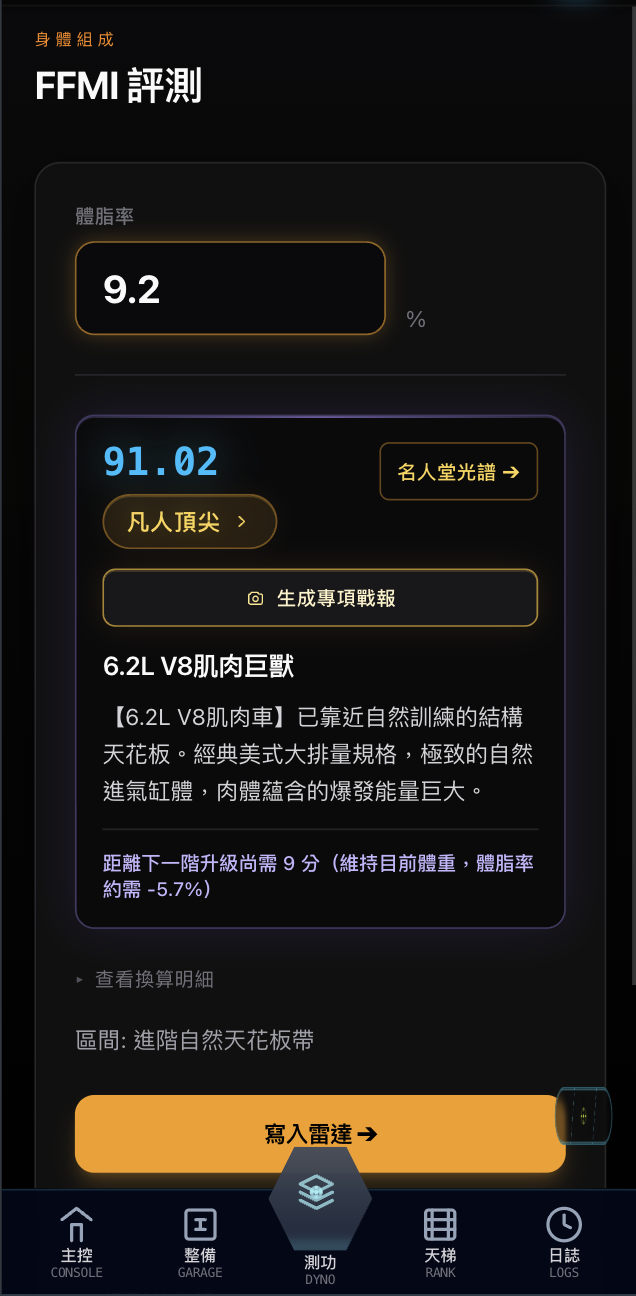 身體組成
FFMI 評測
體脂率
9.2
%
91.02
名人堂光譜 →
凡人頂尖 >
生成專項戰報
6.2L V8肌肉巨獸
【6.2L V8肌肉車】已靠近自然訓練的結構
天花板。經典美式大排量規格，極致的自然
進氣缸體，肉體蘊含的爆發能量巨大。
距離下一階升級尚需 9 分（維持目前體重，體脂率
約需 -5.7%）
▸ 查看換算明細
區間: 進階自然天花板帶
寫入雷達 →
主控
CONSOLE
整備
GARAGE
測功
DYNO
天梯
RANK
日誌
LOGS